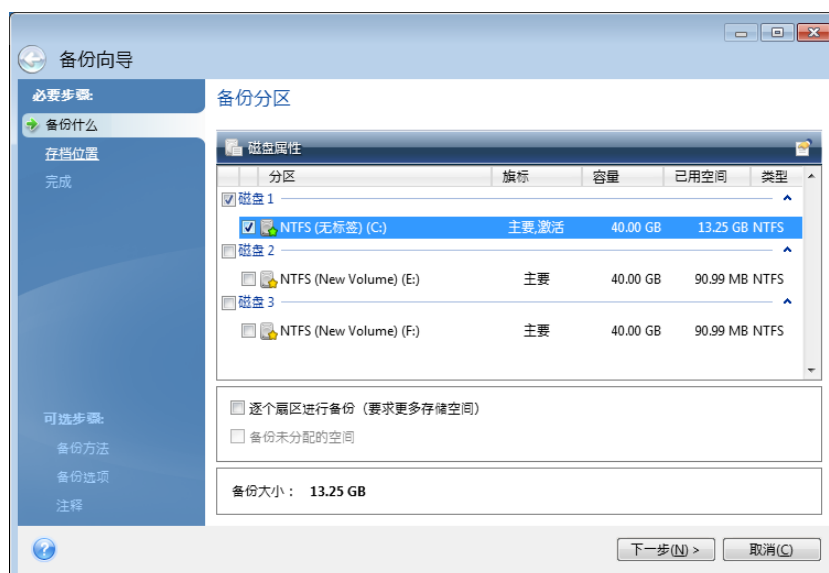 备份向导
必要步骤:
备份什么
存档位置
完成
可选步骤:
备份方法
备份选项
注释
备份分区
磁盘属性
分区 旗标 容量 已用空间 类型
磁盘 1
NTFS (无标签) (C:) 主要,激活 40.00 GB 13.25 GB NTFS
磁盘 2
NTFS (New Volume) (E:) 主要 40.00 GB 90.99 MB NTFS
磁盘 3
NTFS (New Volume) (F:) 主要 40.00 GB 90.99 MB NTFS
逐个扇区进行备份（要求更多存储空间）
备份未分配的空间
备份大小： 13.25 GB
下一步(N) > 取消(C)